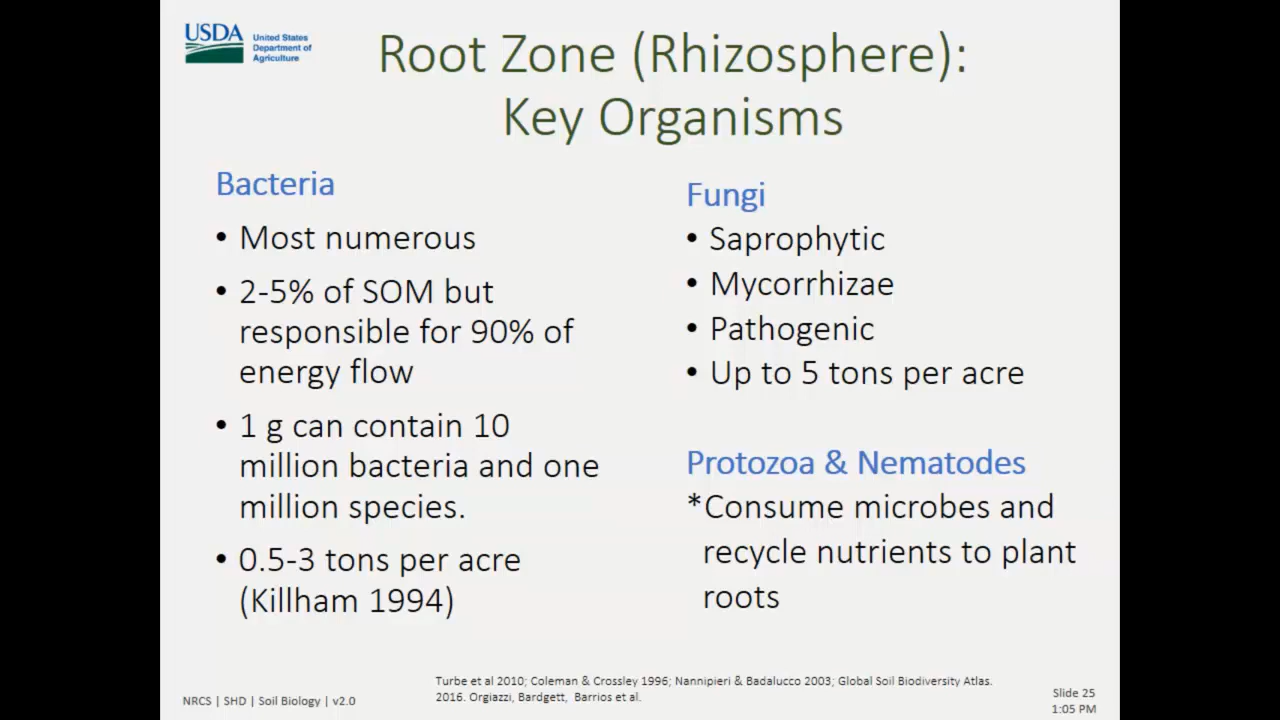 USDA
United States
Department of
Agriculture
Root Zone (Rhizosphere):
Key Organisms
Bacteria
• Most numerous
• 2-5% of SOM but
responsible for 90% of
energy flow
• 1 g can contain 10
million bacteria and one
million species.
• 0.5-3 tons per acre
(Killham 1994)
Fungi
• Saprophytic
• Mycorrhizae
• Pathogenic
• Up to 5 tons per acre
Protozoa & Nematodes
*Consume microbes and
recycle nutrients to plant
roots
Turbe et al 2010; Coleman & Crossley 1996; Nannipieri & Badalucco 2003; Global Soil Biodiversity Atlas.
2016. Orgiazzi, Bardgett, Barrios et al.
NRCS | SHD | Soil Biology | v2.0
Slide 25
1:05 PM